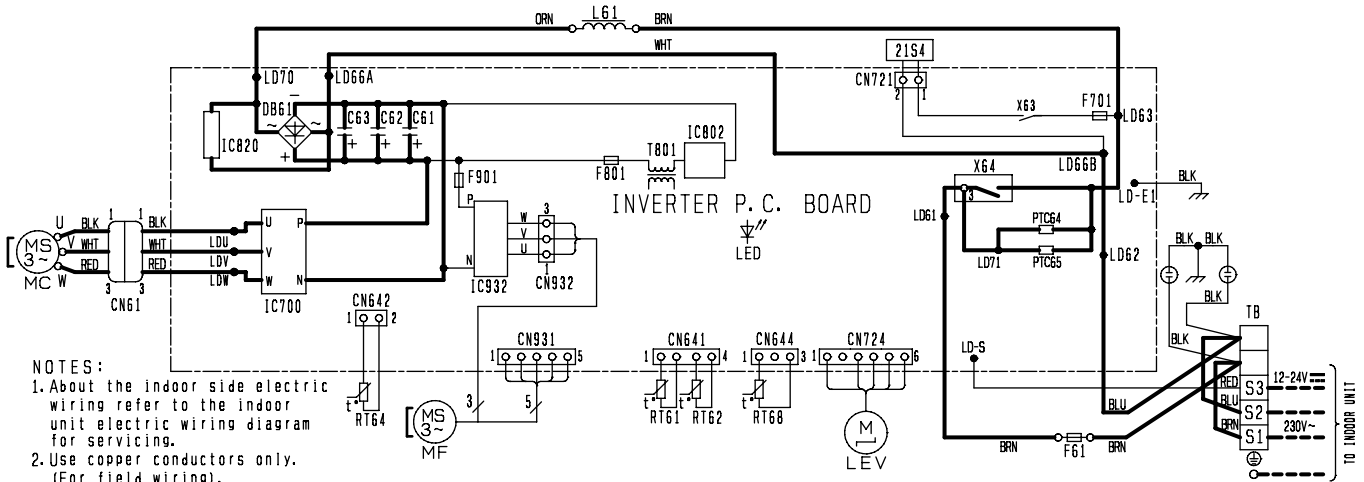 ORN L61 BRN
WHT
21S4
LD70 LD66A
CN721 2 1
X63 F701 LD63
DB61 −
~ ~
+
C63 C62 C61
+ + +
IC820
T801 IC802
F801
LD66B
F901
X64
3
BLK
LD-E1
INVERTER P. C. BOARD
LED
LD61
PTC64
PTC65
LD71
LD62
U BLK 1 1 BLK
V WHT WHT
W RED 3 3 RED
MS
3~
MC
CN61
LDU
LDV
LDW
U P
V
W N
IC700
P
N
IC932
W 3
V
U 1
CN932
BLK BLK
BLK
BLK
TB
CN642
1 2
RT64
t°
CN931
1 5
CN641
1 4
t° t°
RT61 RT62
CN644
1 3
t°
RT68
CN724
1 6
LD-S
3 5
MS
3~
MF
M
LEV
BLU
BRN F61 BRN
RED S3 12-24V
BLU S2
BRN S1 230V~
TO INDOOR UNIT
NOTES:
1. About the indoor side electric
wiring refer to the indoor
unit electric wiring diagram
for servicing.
2. Use copper conductors only.
(For field wiring).